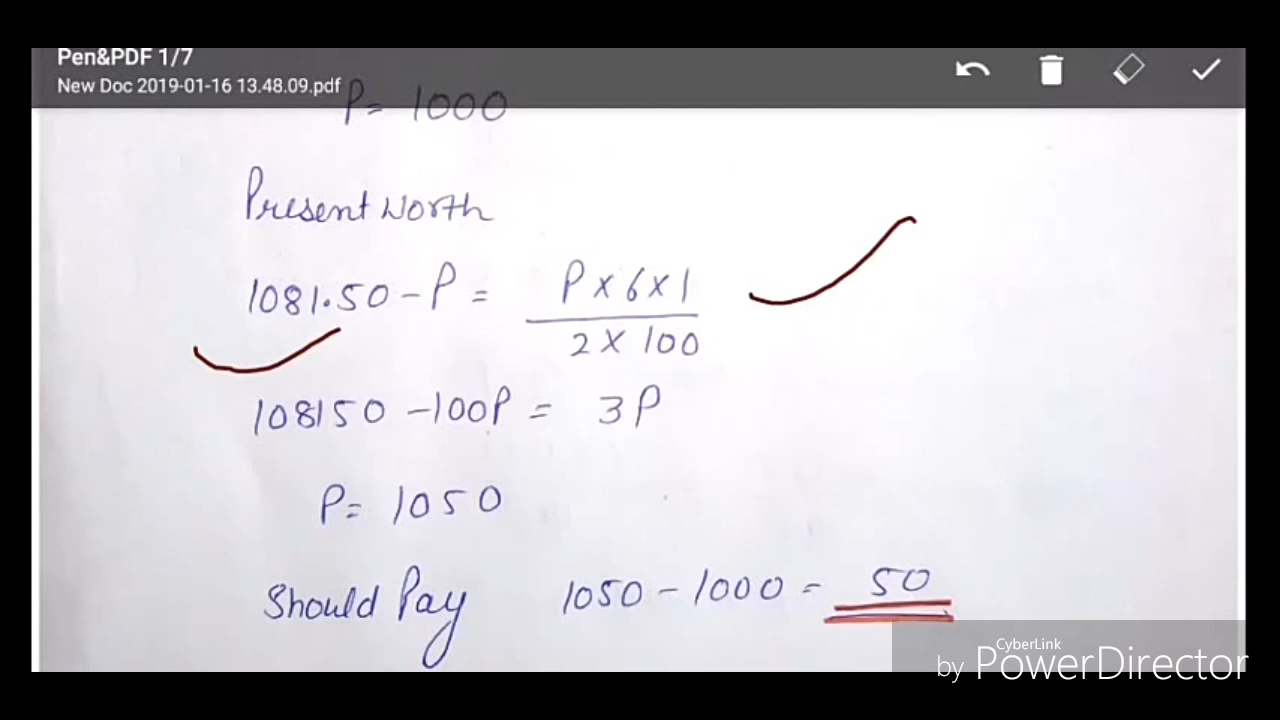 Pen&PDF 1/7
New Doc 2019-01-16 13.48.09.pdf
P= 1000
Present Worth
1081.50 - P = P x 6 x 1
2 x 100
108150 - 100P = 3P
P= 1050
Should Pay 1050 - 1000 = 50
CyberLink
by PowerDirector